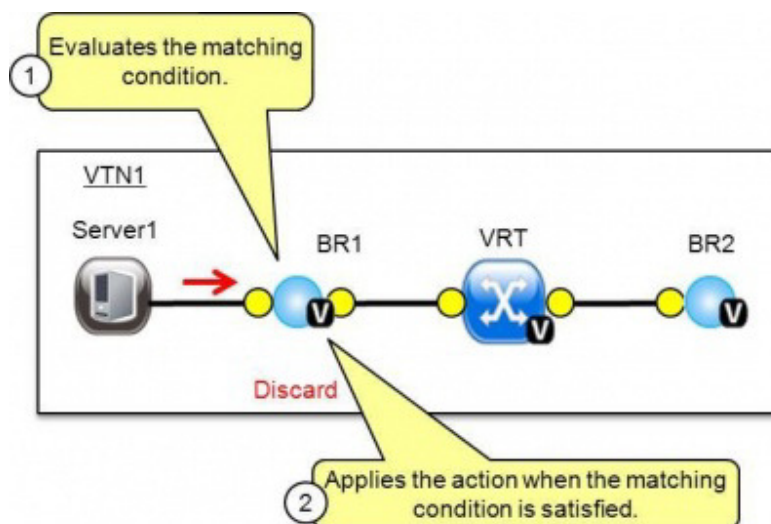 Evaluates the matching
condition.
1
VTN1
Server1
BR1
VRT
BR2
V
V
V
Discard
Applies the action when the matching
condition is satisfied.
2